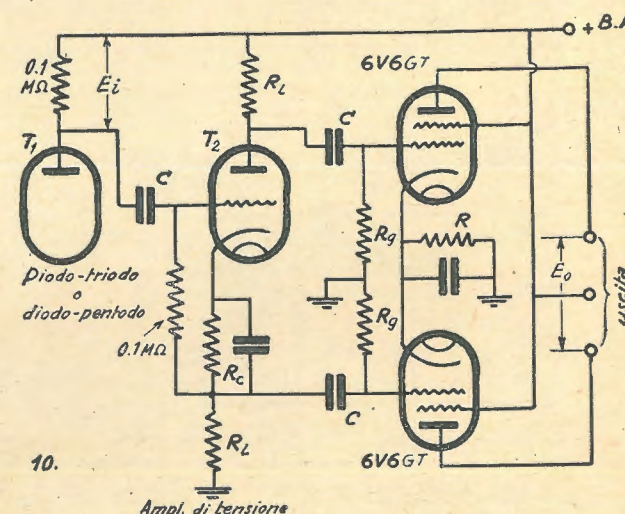 + B.A
6V6GT
0.1
MΩ
Ei
RL
T1
T2
C
C
Rg
R
Eo
uscita
Diodo-triodo
o
diodo-pentodo
0.1MΩ
Rc
Rg
C
RL
10.
6V6GT
Ampl. di tensione